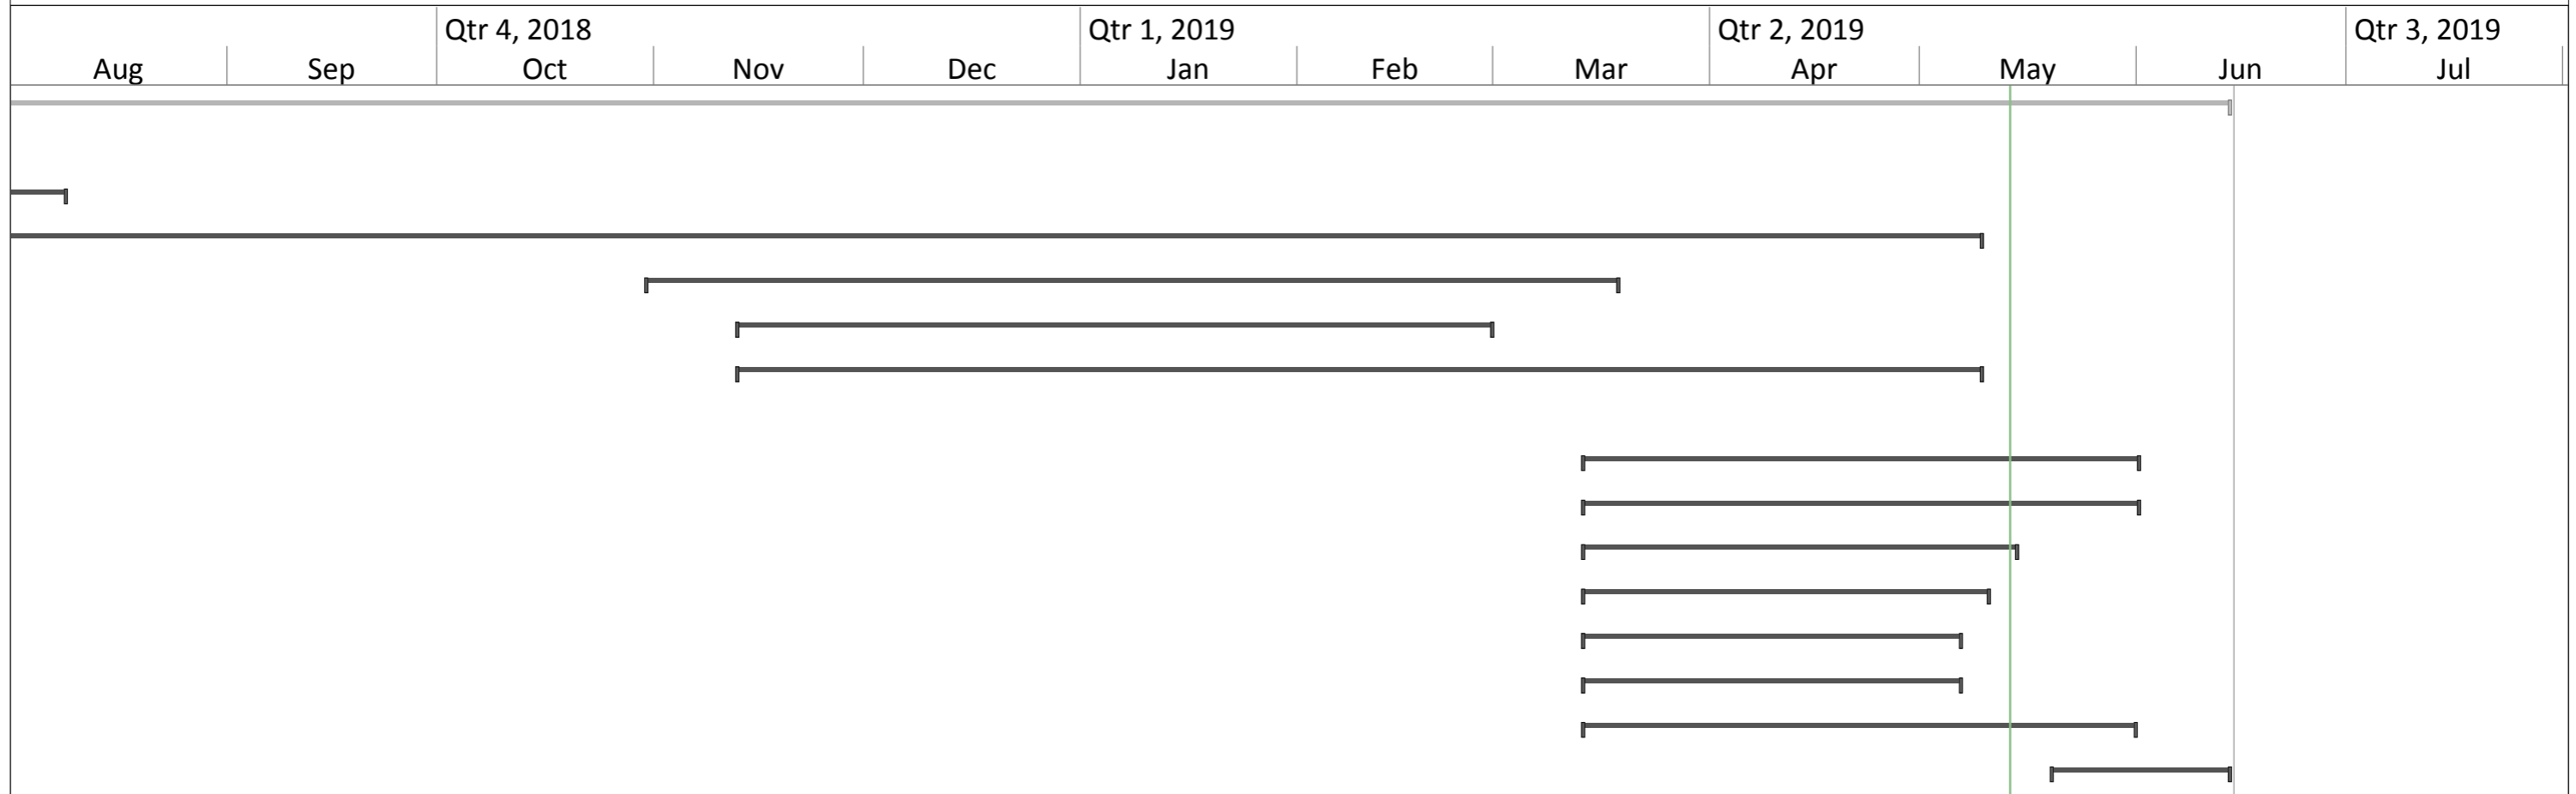 Qtr 4, 2018 Qtr 1, 2019 Qtr 2, 2019 Qtr 3, 2019
Aug Sep Oct Nov Dec Jan Feb Mar Apr May Jun Jul